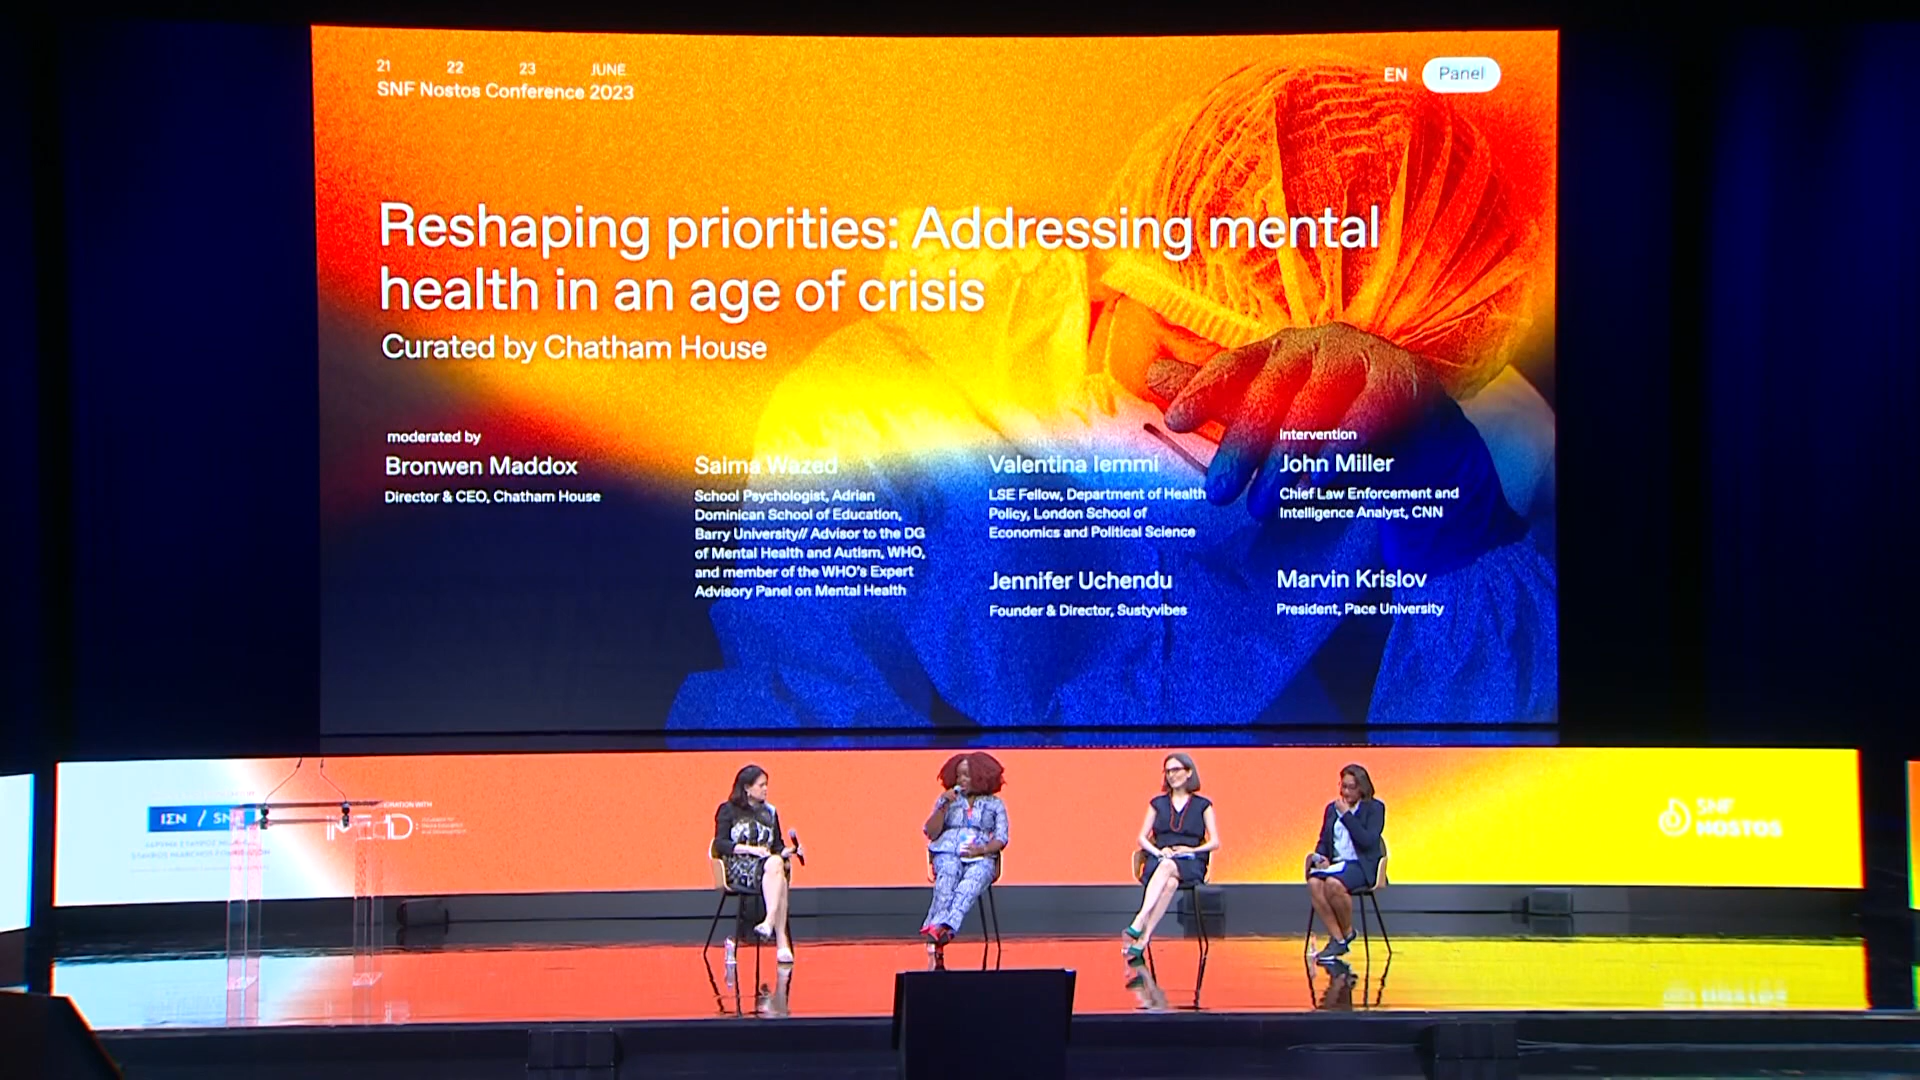 21 22 23 JUNE
SNF Nostos Conference 2023
EN Panel
Reshaping priorities: Addressing mental
health in an age of crisis
Curated by Chatham House
moderated by
Bronwen Maddox
Director & CEO, Chatham House
Saima Wazed
School Psychologist, Adrian
Dominican School of Education,
Barry University// Advisor to the DG
of Mental Health and Autism, WHO,
and member of the WHO's Expert
Advisory Panel on Mental Health
Valentina Iemmi
LSE Fellow, Department of Health
Policy, London School of
Economics and Political Science
Jennifer Uchendu
Founder & Director, Sustyvibes
Intervention
John Miller
Chief Law Enforcement and
Intelligence Analyst, CNN
Marvin Krislov
President, Pace University
ΙΣΝ / SNF
SNF
NOSTOS